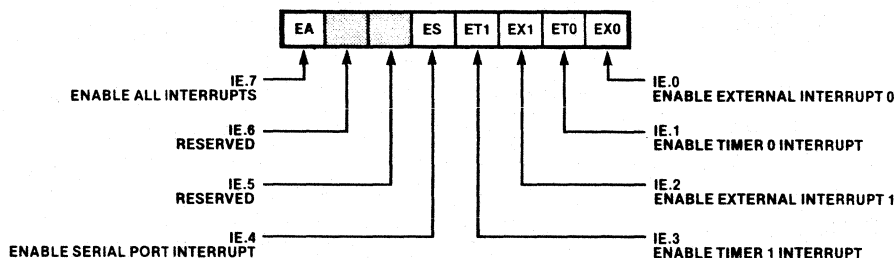 EA ES ET1 EX1 ET0 EX0
IE.7
ENABLE ALL INTERRUPTS
IE.6
RESERVED
IE.5
RESERVED
IE.4
ENABLE SERIAL PORT INTERRUPT
IE.0
ENABLE EXTERNAL INTERRUPT 0
IE.1
ENABLE TIMER 0 INTERRUPT
IE.2
ENABLE EXTERNAL INTERRUPT 1
IE.3
ENABLE TIMER 1 INTERRUPT